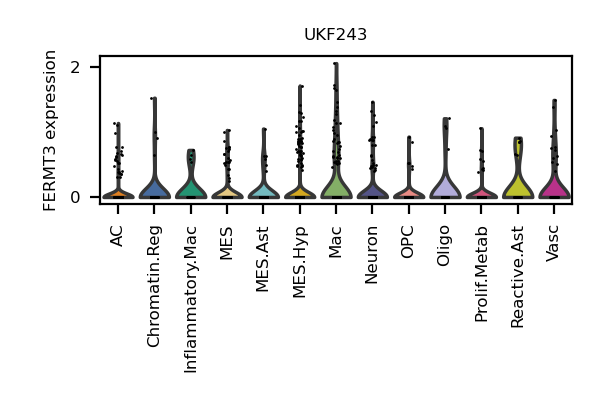 UKF243
FERMT3 expression
2
0
AC
Chromatin.Reg
Inflammatory.Mac
MES
MES.Ast
MES.Hyp
Mac
Neuron
OPC
Oligo
Prolif.Metab
Reactive.Ast
Vasc